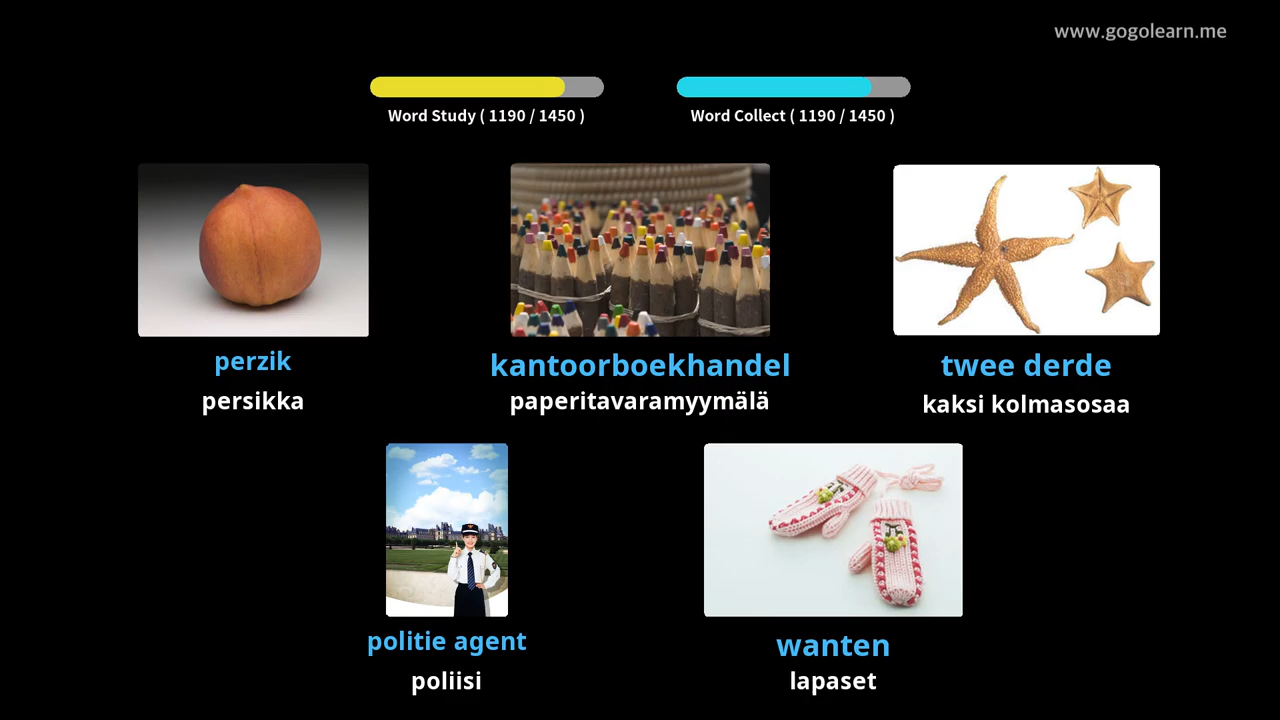 www.gogolearn.me
Word Study ( 1190 / 1450 )
Word Collect ( 1190 / 1450 )
perzik
persikka
kantoorboekhandel
paperitavaramyymälä
twee derde
kaksi kolmasosaa
politie agent
poliisi
wanten
lapaset